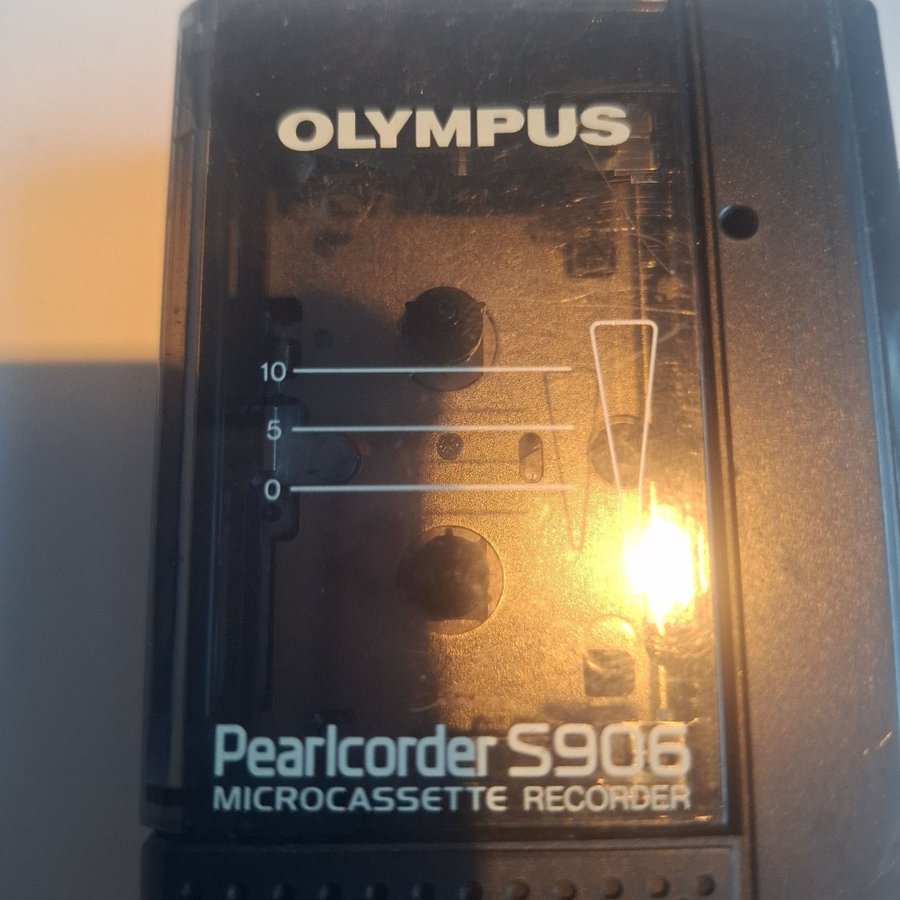 OLYMPUS
10
5
0
Pearlcorder S906
MICROCASSETTE RECORDER